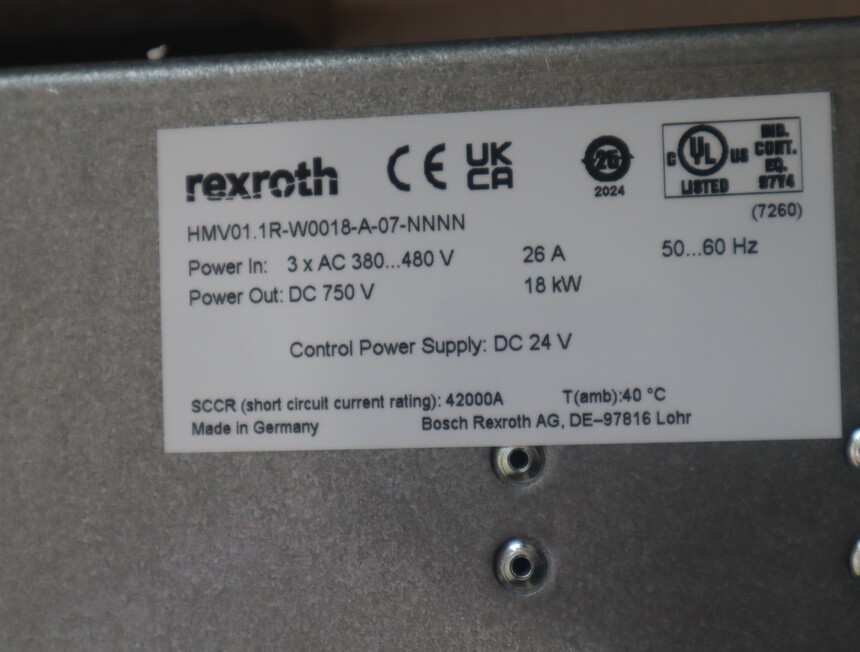 rexroth CE UK CA 26 2024 C UL US LISTED IND. CONT. EQ. 87Y4
(7260)
HMV01.1R-W0018-A-07-NNNN
Power In: 3 x AC 380...480 V 26 A 50...60 Hz
Power Out: DC 750 V 18 kW
Control Power Supply: DC 24 V
SCCR (short circuit current rating): 42000A T(amb):40 °C
Made in Germany Bosch Rexroth AG, DE–97816 Lohr